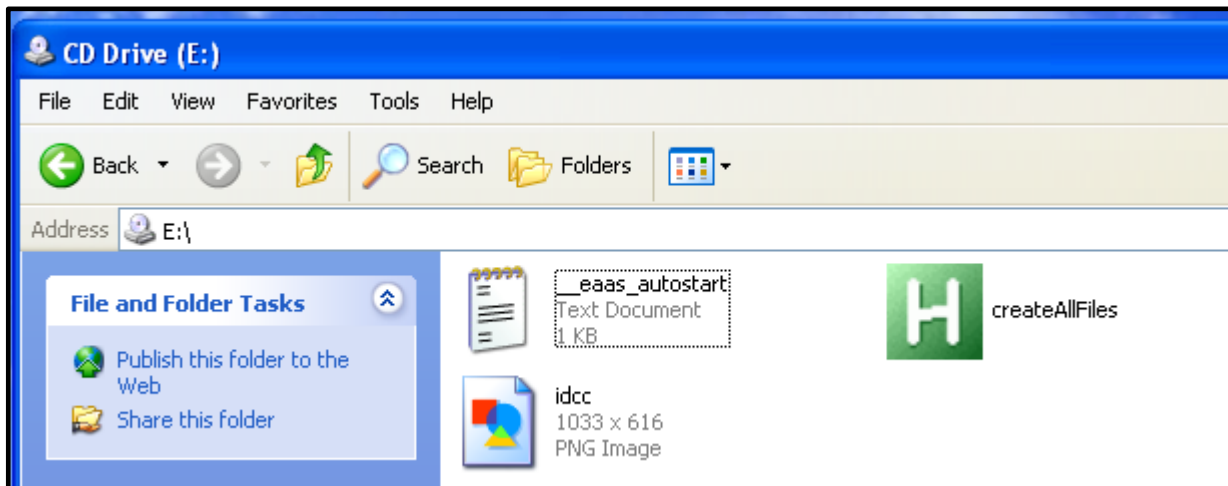 CD Drive (E:)
File Edit View Favorites Tools Help
Back Search Folders
Address E:\
File and Folder Tasks
Publish this folder to the
Web
Share this folder
__eaas_autostart
Text Document
1 KB
createAllFiles
idcc
1033 x 616
PNG Image